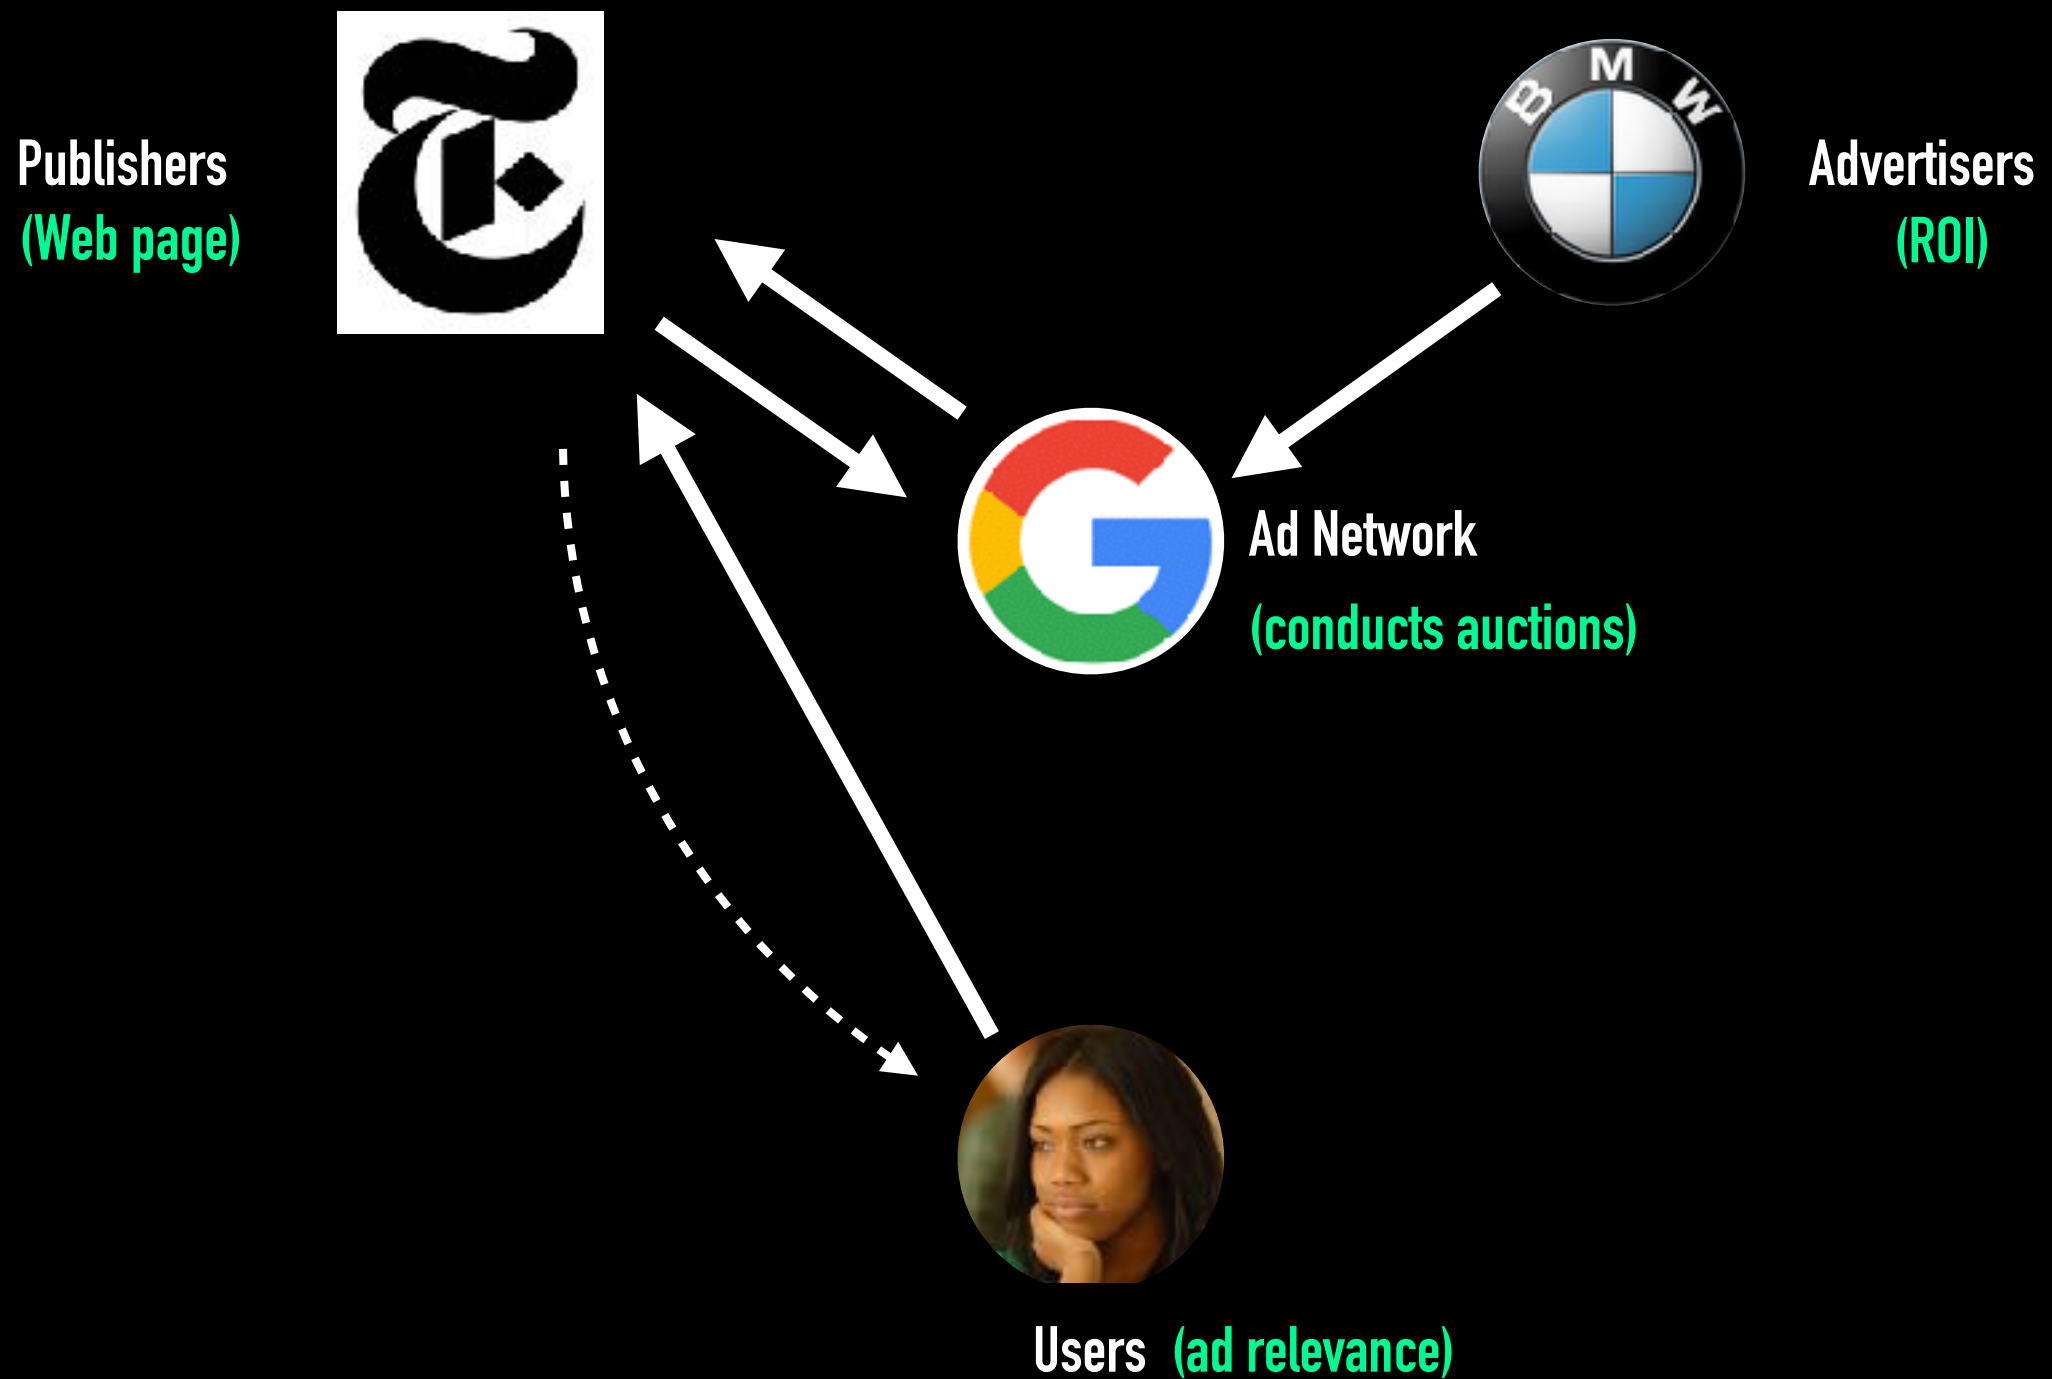 Publishers
(Web page)
BMW
Advertisers
(ROI)
Ad Network
(conducts auctions)
Users (ad relevance)